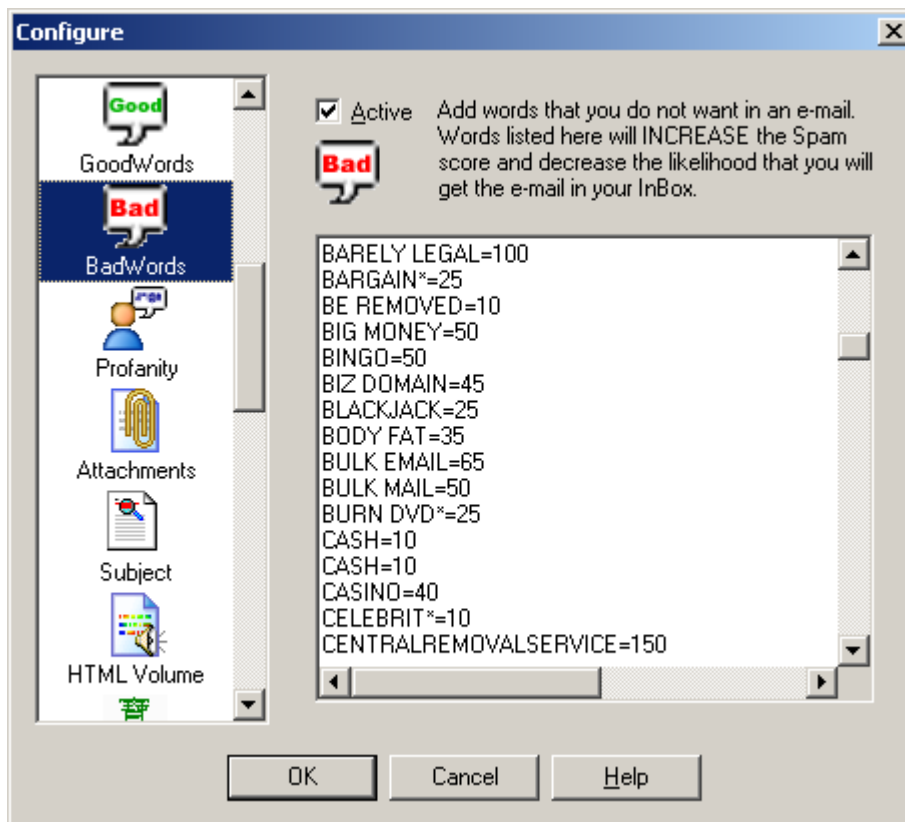 Configure
Good
GoodWords
Bad
BadWords
Profanity
Attachments
Subject
HTML Volume
Active
Bad
Add words that you do not want in an e-mail.
Words listed here will INCREASE the Spam
score and decrease the likelihood that you will
get the e-mail in your InBox.
BARELY LEGAL=100
BARGAIN*=25
BE REMOVED=10
BIG MONEY=50
BINGO=50
BIZ DOMAIN=45
BLACKJACK=25
BODY FAT=35
BULK EMAIL=65
BULK MAIL=50
BURN DVD*=25
CASH=10
CASH=10
CASINO=40
CELEBRIT*=10
CENTRALREMOVALSERVICE=150
OK
Cancel
Help